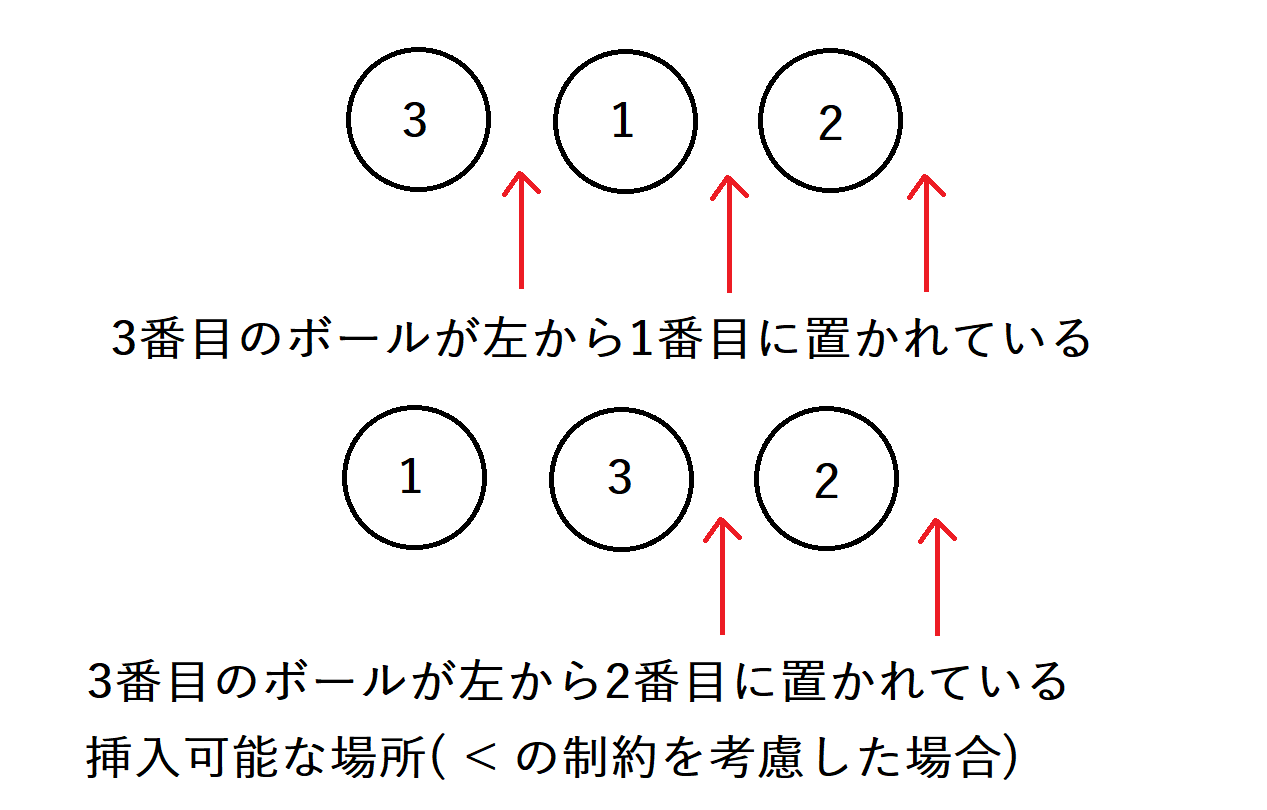 3 1 2
3番目のボールが左から1番目に置かれている
1 3 2
3番目のボールが左から2番目に置かれている
挿入可能な場所( < の制約を考慮した場合)